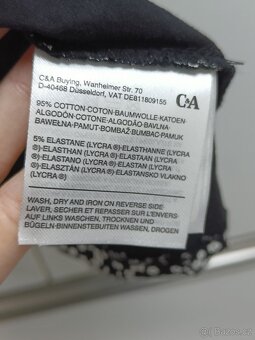 C&A Buying, Wanheimer Str. 70
D-40468 Düsseldorf, VAT DE811809155
C&A
95% COTTON-COTON-BAUMWOLLE-KATOEN-
ALGODÓN-COTONE-ALGODÃO-BAVLNA-
BAWEŁNA-PAMUT-BOMBAŽ-BUMBAC-PAMUK
5% ELASTANE (LYCRA ®)-ELASTHANNE (LYCRA
®)-ELASTHAN (LYCRA ®)-ELASTAAN (LYCRA
®)-ELASTANO (LYCRA ®)-ELASTAN (LYCRA
®)-ELASZTÁN (LYCRA ®)-ELASTANSKO VLAKNO
(LYCRA ®)
WASH, DRY AND IRON ON REVERSE SIDE
LAVER, SECHER ET REPASSER SUR L'ENVERS
AUF LINKS WASCHEN, TROCKNEN UND
BÜGELN-BINNENSTEBUITEN WASSEN, DROGEN